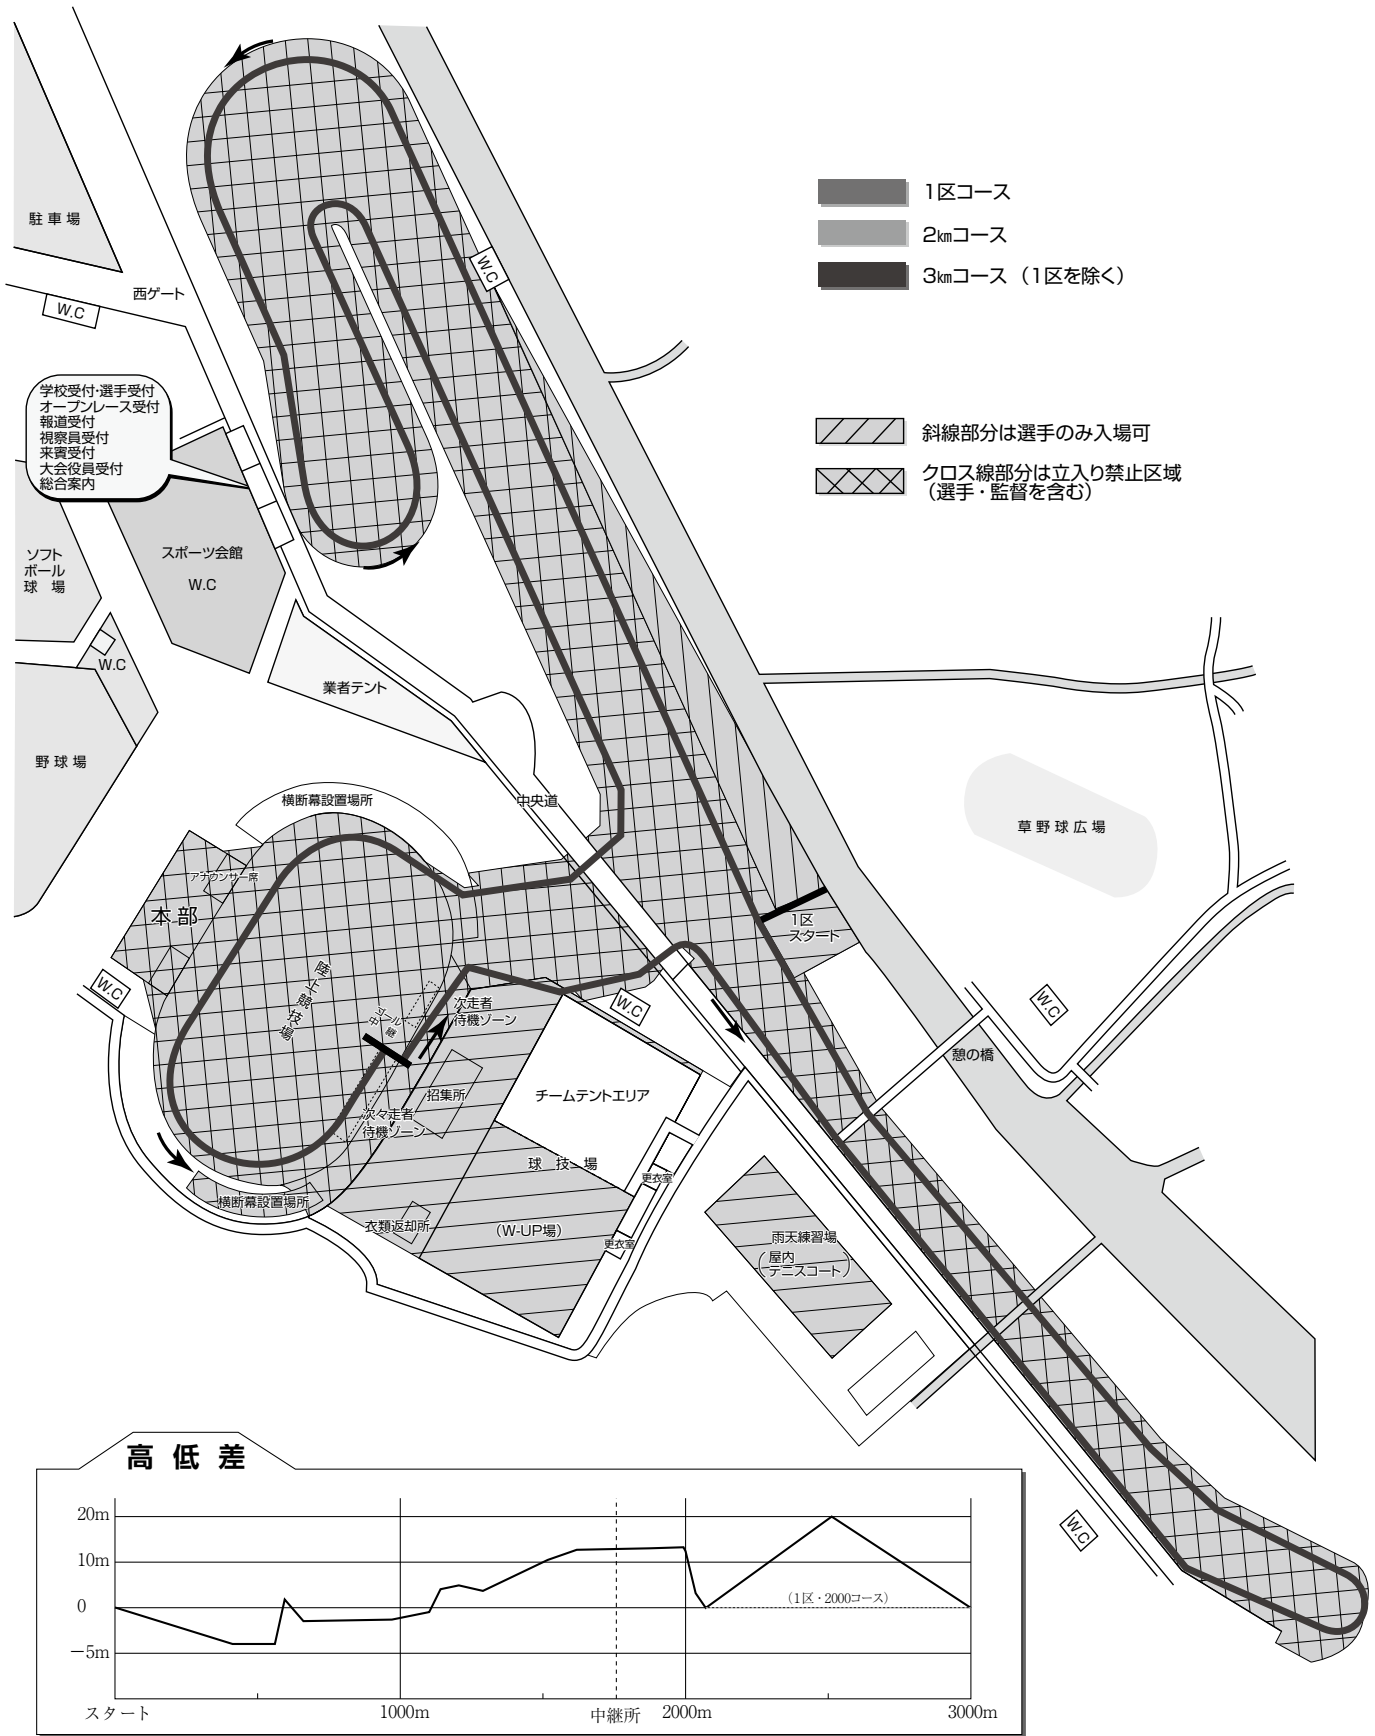 1区コース
2㎞コース
3㎞コース（1区を除く）
斜線部分は選手のみ入場可
クロス線部分は立入り禁止区域
（選手・監督を含む）
駐車場
西ゲート
W.C
W.C
学校受付・選手受付
オープンレース受付
報道受付
視察員受付
来賓受付
大会役員受付
総合案内
ソフト
ボール
球　場
スポーツ会館
W.C
W.C
業者テント
野球場
横断幕設置場所
中央道
草野球広場
アナウンサー席
本部
1区
スタート
陸上競技場
W.C
ゴール
中継
次走者
待機ゾーン
W.C
W.C
憩の橋
招集所
チームテントエリア
次々走者
待機ゾーン
球技場
更衣室
横断幕設置場所
衣類返却所
（W-UP場）
更衣室
雨天練習場
（屋内
テニスコート）
W.C
高低差
20m
10m
0
（1区・2000コース）
－5m
スタート
1000m
中継所
2000m
3000m